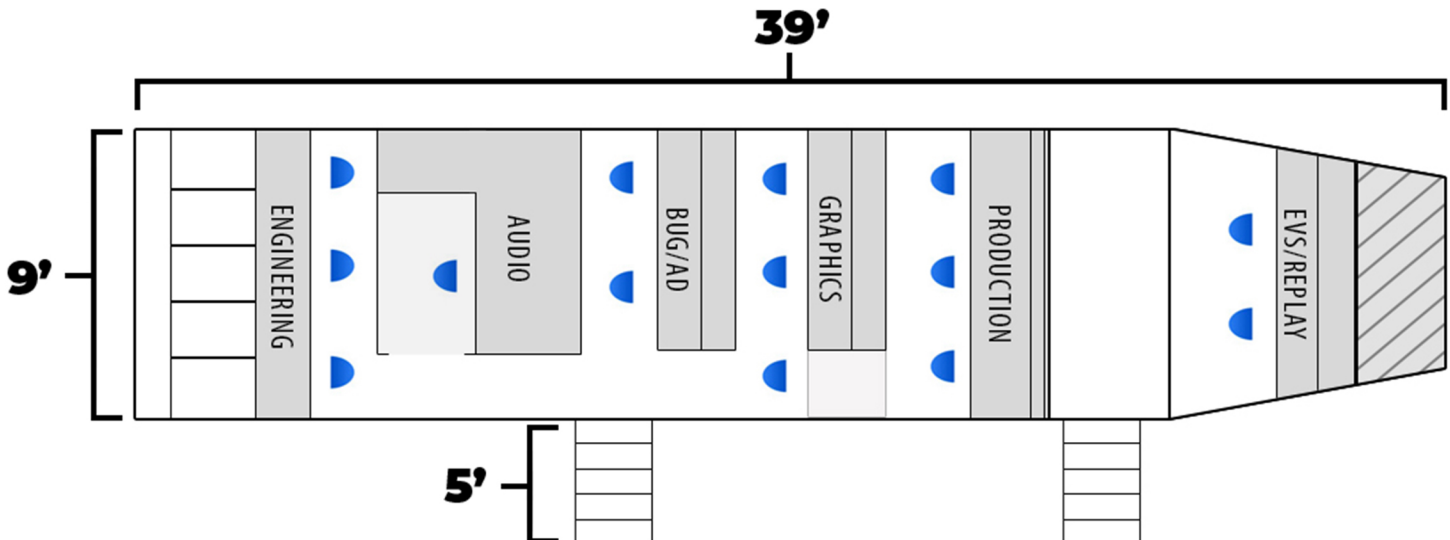 39’
9’
ENGINEERING
AUDIO
BUG/AD
GRAPHICS
PRODUCTION
EVS/REPLAY
5’